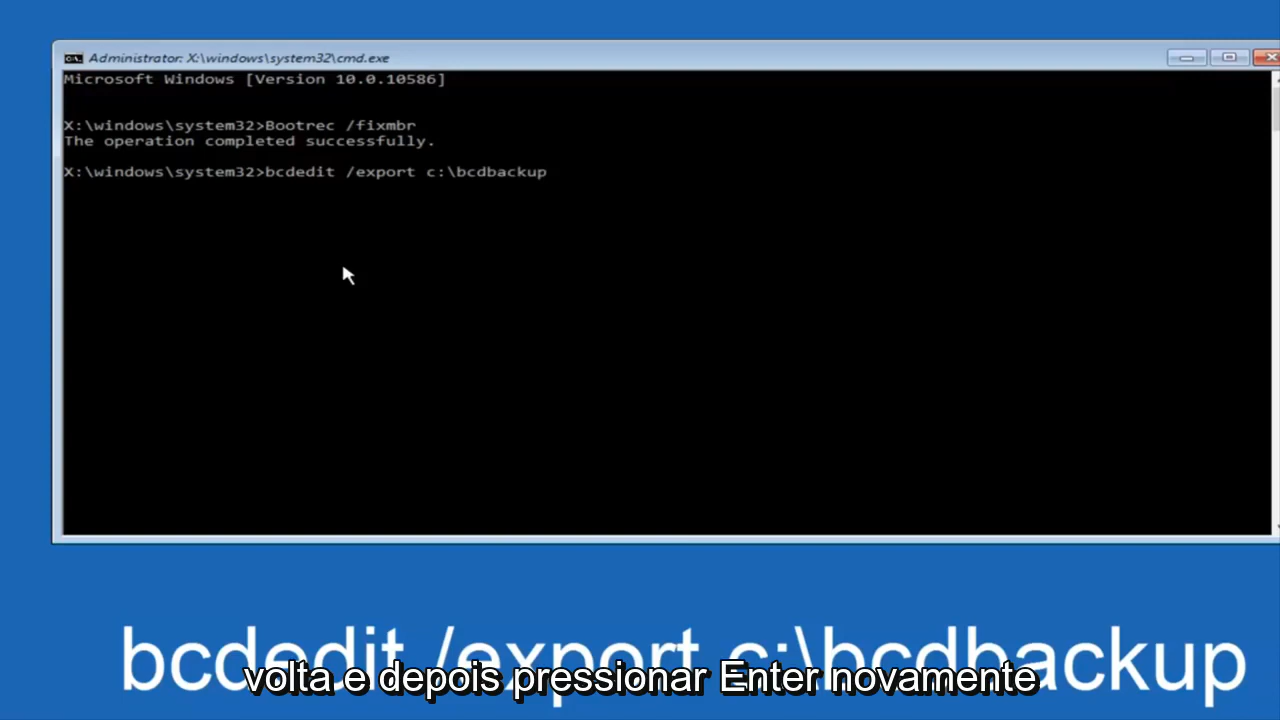 Administrator: X:\windows\system32\cmd.exe
Microsoft Windows [Version 10.0.10586]
X:\windows\system32>Bootrec /fixmbr
The operation completed successfully.
X:\windows\system32>bcdedit /export c:\bcdbackup
bcdedit /export c:\bcdbackup
volta e depois pressionar Enter novamente